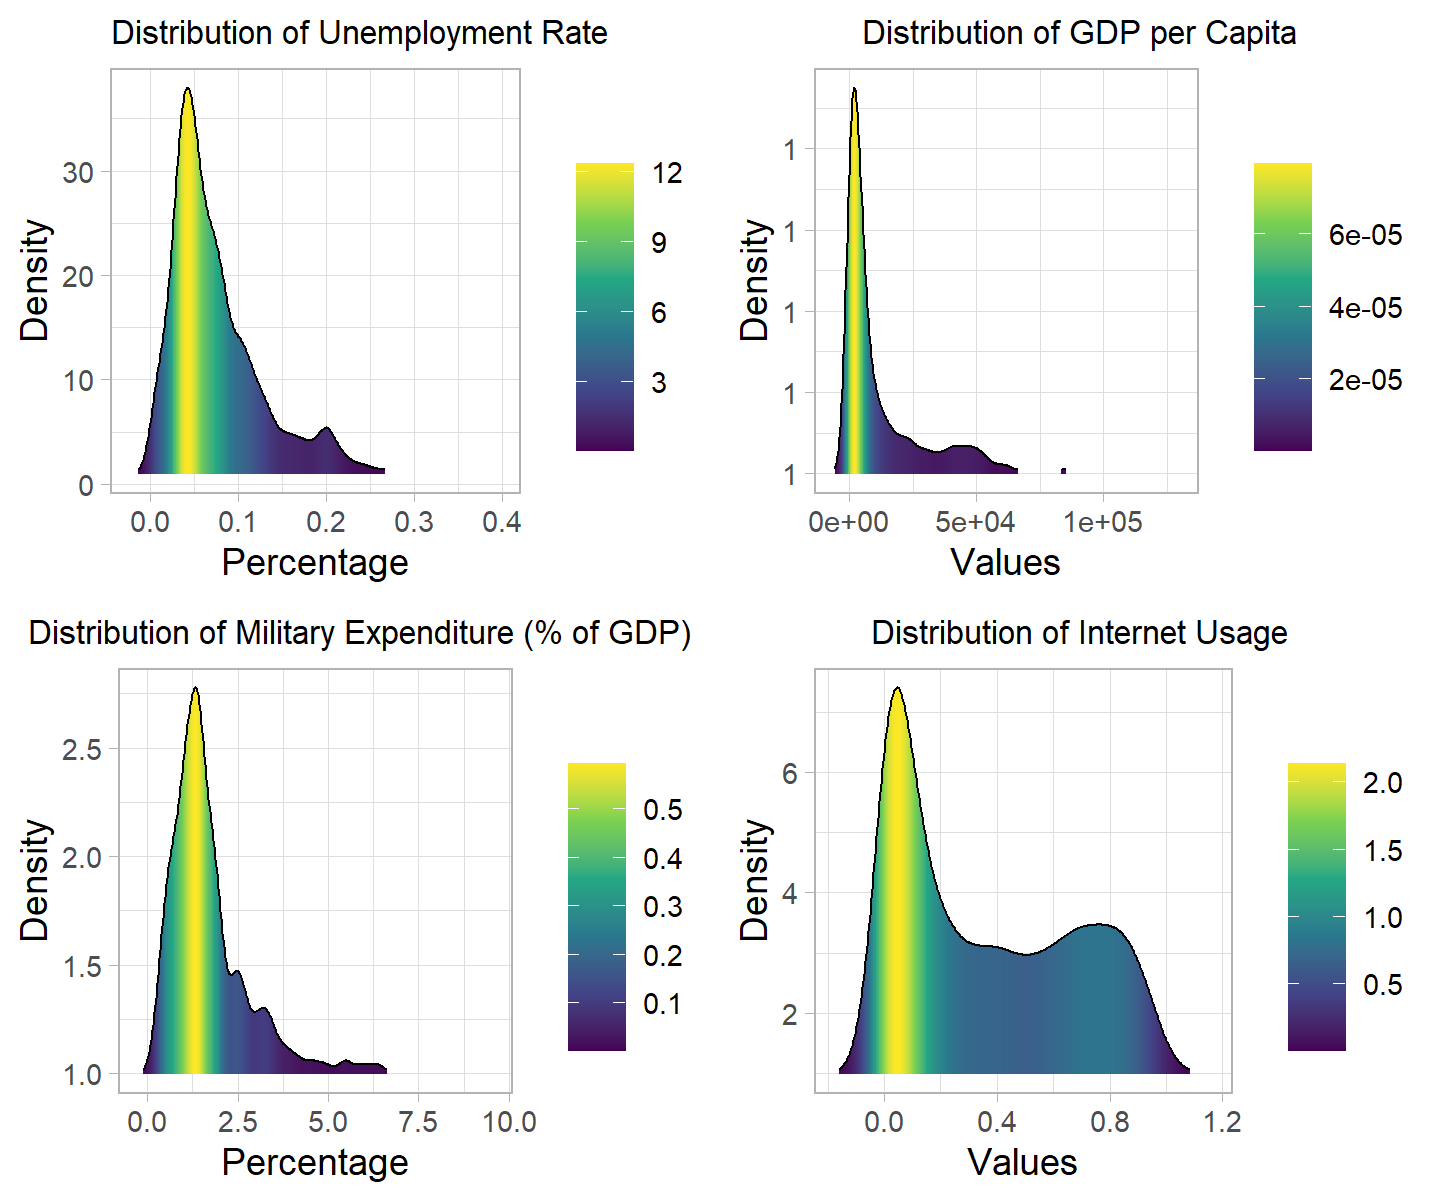 Distribution of Unemployment Rate
Density
30
20
10
0
0.0 0.1 0.2 0.3 0.4
Percentage
12
9
6
3
Distribution of GDP per Capita
Density
1
1
1
1
1
0e+00 5e+04 1e+05
Values
6e-05
4e-05
2e-05
Distribution of Military Expenditure (% of GDP)
Density
2.5
2.0
1.5
1.0
0.0 2.5 5.0 7.5 10.0
Percentage
0.5
0.4
0.3
0.2
0.1
Distribution of Internet Usage
Density
6
4
2
0.0 0.4 0.8 1.2
Values
2.0
1.5
1.0
0.5